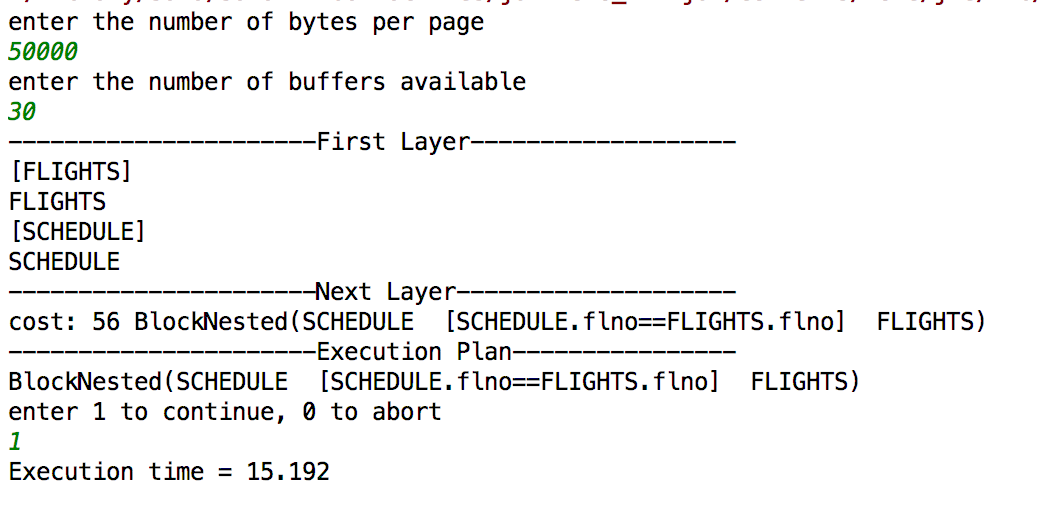 enter the number of bytes per page
50000
enter the number of buffers available
30
----------------------First Layer-------------------
[FLIGHTS]
FLIGHTS
[SCHEDULE]
SCHEDULE
----------------------Next Layer--------------------
cost: 56 BlockNested(SCHEDULE  [SCHEDULE.flno==FLIGHTS.flno]  FLIGHTS)
----------------------Execution Plan----------------
BlockNested(SCHEDULE  [SCHEDULE.flno==FLIGHTS.flno]  FLIGHTS)
enter 1 to continue, 0 to abort
1
Execution time = 15.192